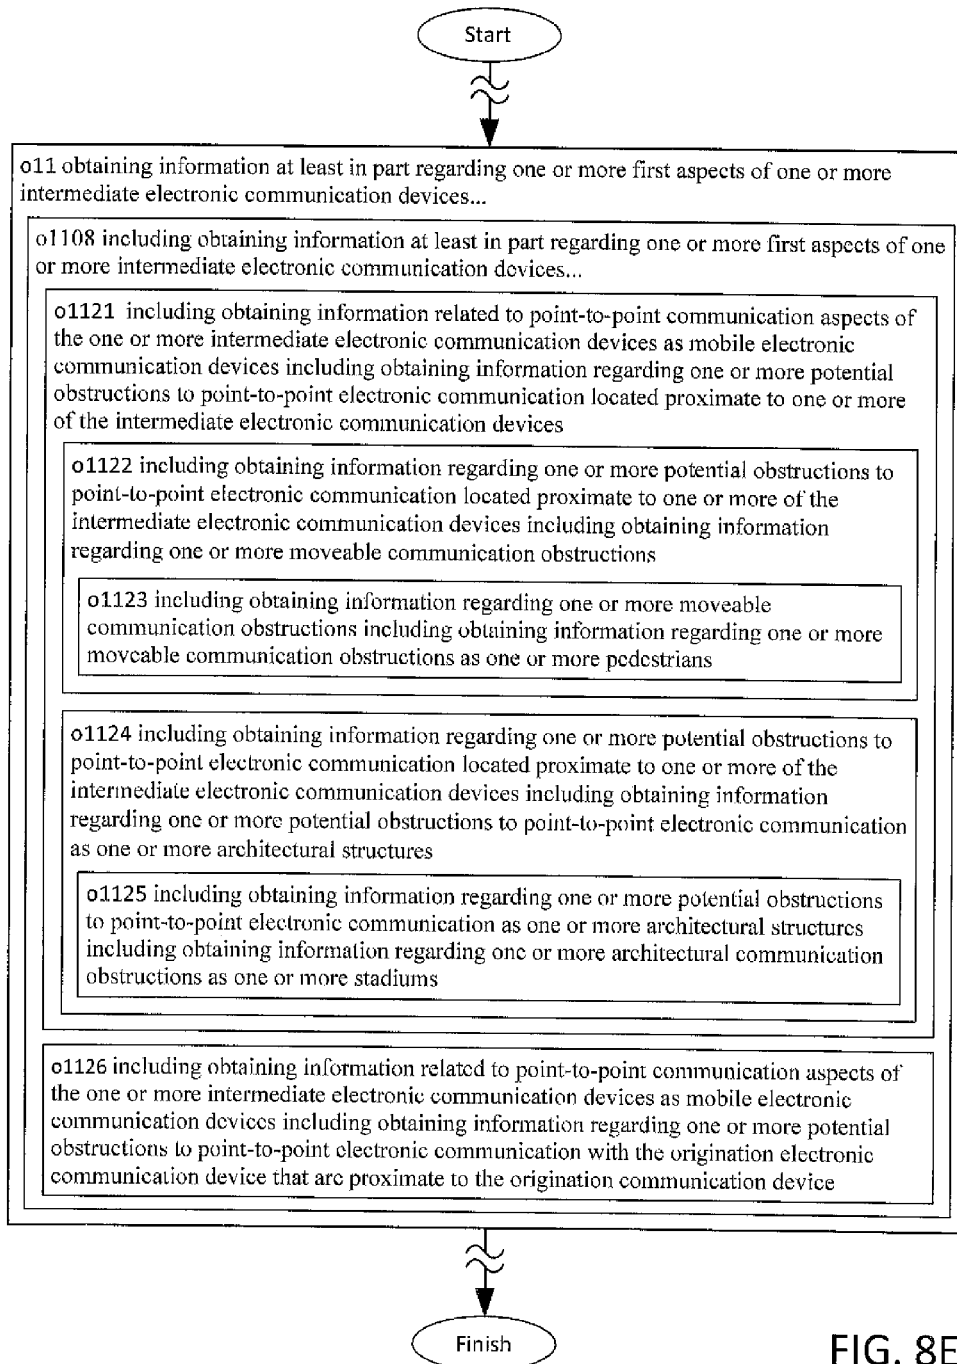 Start
o11 obtaining information at least in part regarding one or more first aspects of one or more
intermediate electronic communication devices...
o1108 including obtaining information at least in part regarding one or more first aspects of one
or more intermediate electronic communication devices...
o1121 including obtaining information related to point-to-point communication aspects of
the one or more intermediate electronic communication devices as mobile electronic
communication devices including obtaining information regarding one or more potential
obstructions to point-to-point electronic communication located proximate to one or more
of the intermediate electronic communication devices
o1122 including obtaining information regarding one or more potential obstructions to
point-to-point electronic communication located proximate to one or more of the
intermediate electronic communication devices including obtaining information
regarding one or more moveable communication obstructions
o1123 including obtaining information regarding one or more moveable
communication obstructions including obtaining information regarding one or more
moveable communication obstructions as one or more pedestrians
o1124 including obtaining information regarding one or more potential obstructions to
point-to-point electronic communication located proximate to one or more of the
intermediate electronic communication devices including obtaining information
regarding one or more potential obstructions to point-to-point electronic communication
as one or more architectural structures
o1125 including obtaining information regarding one or more potential obstructions
to point-to-point electronic communication as one or more architectural structures
including obtaining information regarding one or more architectural communication
obstructions as one or more stadiums
o1126 including obtaining information related to point-to-point communication aspects of
the one or more intermediate electronic communication devices as mobile electronic
communication devices including obtaining information regarding one or more potential
obstructions to point-to-point electronic communication with the origination electronic
communication device that are proximate to the origination communication device
Finish
FIG. 8E